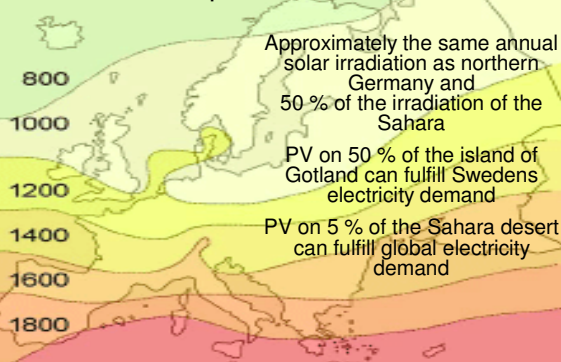 Approximately the same annual
solar irradiation as northern
Germany and
50 % of the irradiation of the
Sahara
PV on 50 % of the island of
Gotland can fulfill Swedens
electricity demand
PV on 5 % of the Sahara desert
can fulfill global electricity
demand
800
1000
1200
1400
1600
1800